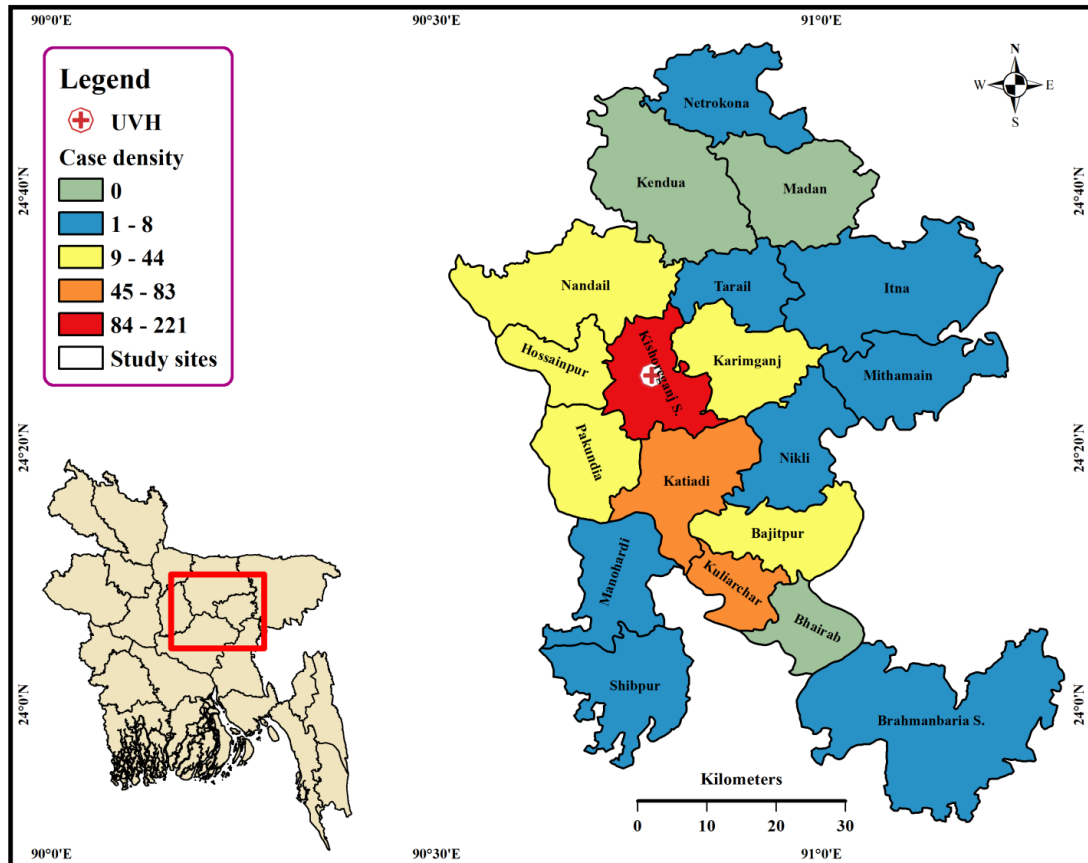 90°0'E
90°30'E
91°0'E
Legend
UVH
Case density
0
1 - 8
9 - 44
45 - 83
84 - 221
Study sites
N
W
E
S
24°40'N
24°40'N
24°20'N
24°20'N
24°0'N
24°0'N
Netrokona
Kendua
Madan
Nandail
Tarail
Itna
Hossainpur
Kishoreganj S.
Karimganj
Mithamain
Pakundia
Katiadi
Nikli
Bajitpur
Manohardi
Kuliarchar
Bhairab
Shibpur
Brahmanbaria S.
Kilometers
0 10 20 30
90°0'E
90°30'E
91°0'E